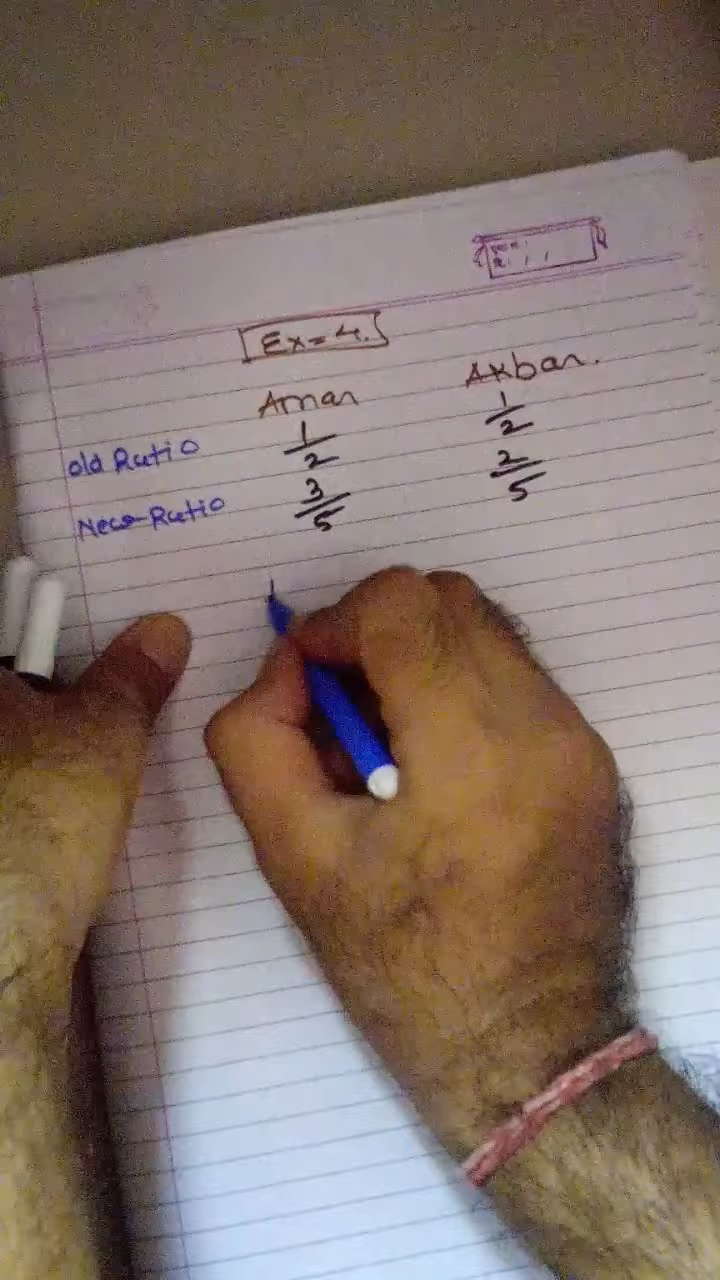 Ex=4.
Aman Akbar.
Old Ratio 1/2 1/2
New Ratio 3/5 2/5